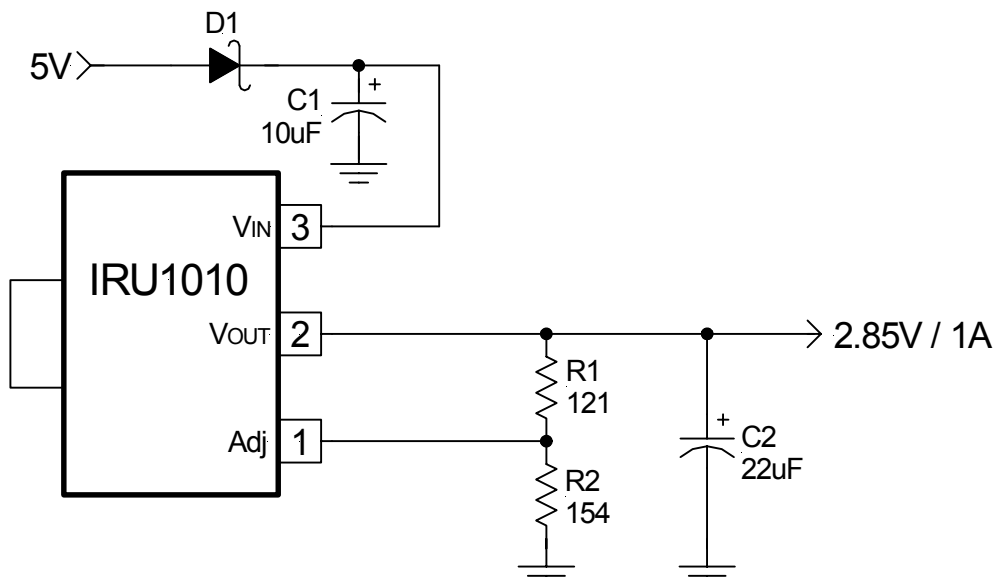 D1
5V
C1
+
10uF
VIN 3
IRU1010
VOUT 2
2.85V / 1A
R1
121
Adj 1
+
C2
22uF
R2
154